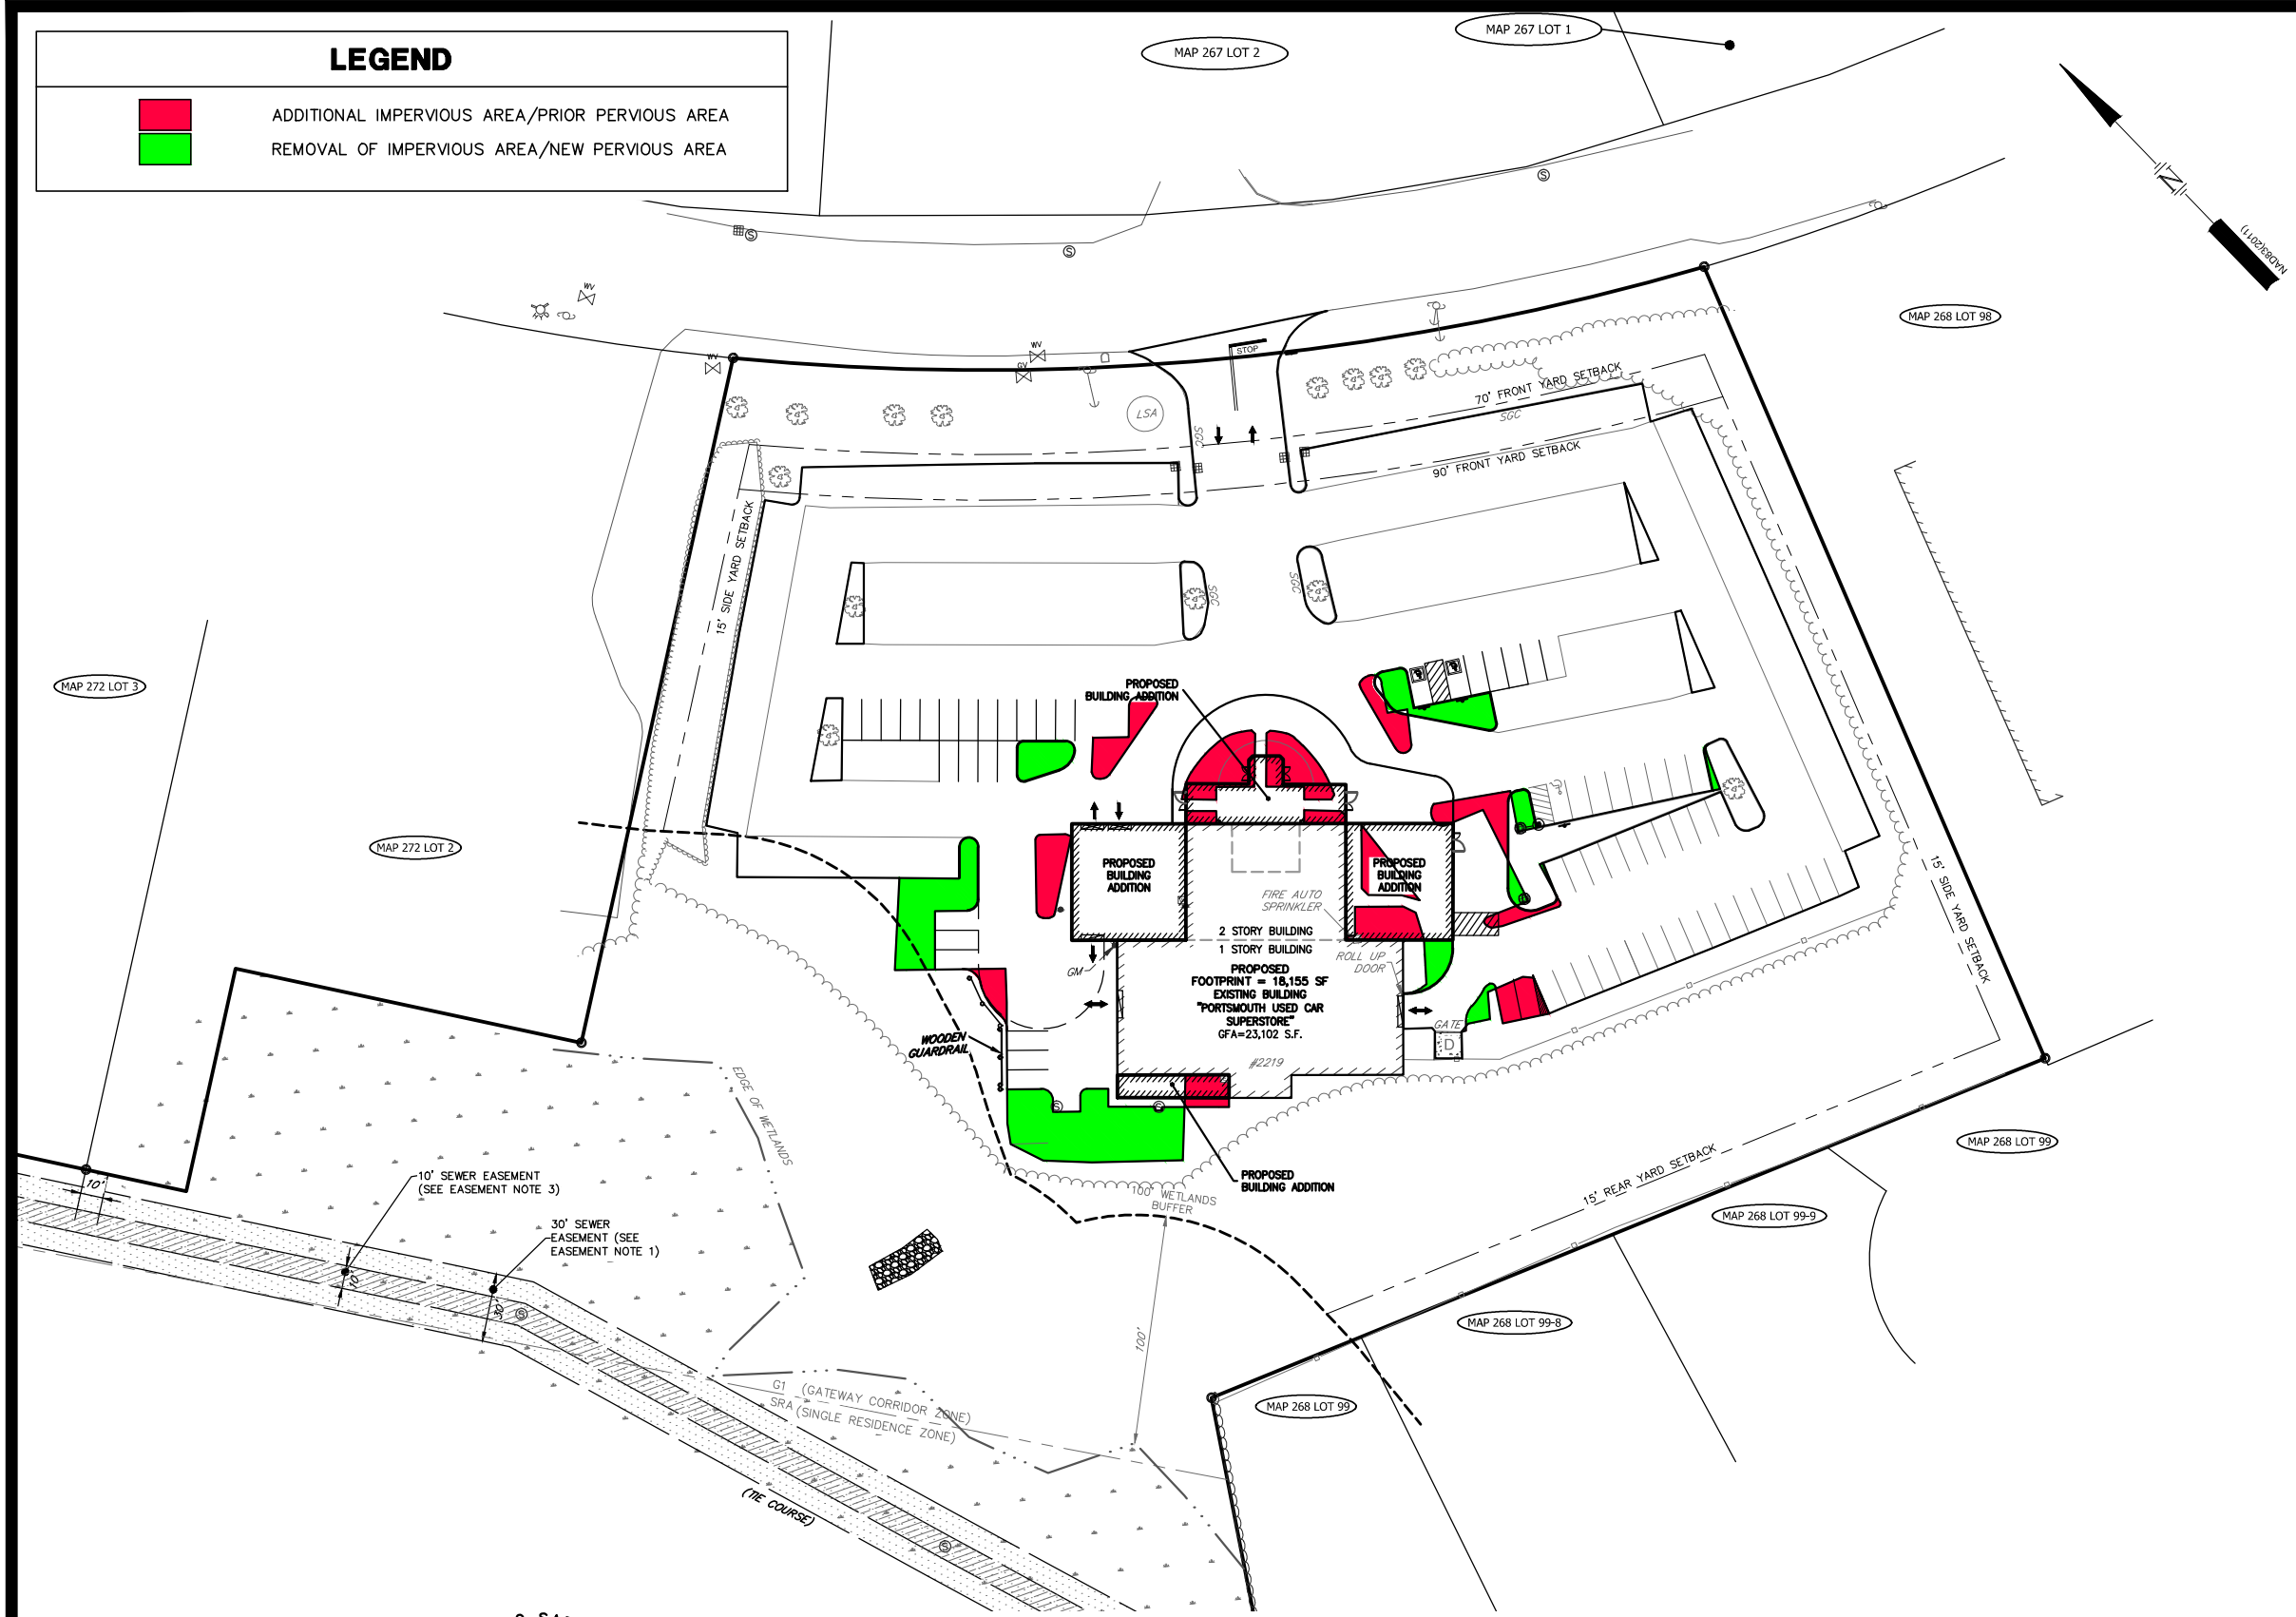 LEGEND
ADDITIONAL IMPERVIOUS AREA/PRIOR PERVIOUS AREA
REMOVAL OF IMPERVIOUS AREA/NEW PERVIOUS AREA
MAP 267 LOT 2
MAP 267 LOT 1
N
NAD83(2011)
S
S
S
MAP 268 LOT 98
WV
WV
WV
GV
STOP
LSA
SGC
70' FRONT YARD SETBACK
SGC
90' FRONT YARD SETBACK
15' SIDE YARD SETBACK
SGC
SGC
MAP 272 LOT 3
MAP 272 LOT 2
PROPOSED
BUILDING ADDITION
PROPOSED
BUILDING
ADDITION
PROPOSED
BUILDING
ADDITION
FIRE AUTO
SPRINKLER
2 STORY BUILDING
1 STORY BUILDING
ROLL UP
DOOR
GM
PROPOSED
FOOTPRINT = 18,155 SF
EXISTING BUILDING
"PORTSMOUTH USED CAR
SUPERSTORE"
GFA=23,102 S.F.
#2219
GATE
D
WOODEN
GUARDRAIL
15' SIDE YARD SETBACK
EDGE OF WETLANDS
S
S
PROPOSED
BUILDING ADDITION
100' WETLANDS
BUFFER
100'
15' REAR YARD SETBACK
MAP 268 LOT 99
MAP 268 LOT 99-9
MAP 268 LOT 99-8
MAP 268 LOT 99
10'
10' SEWER EASEMENT
(SEE EASEMENT NOTE 3)
10'
30' SEWER
EASEMENT (SEE
EASEMENT NOTE 1)
30'
S
G1 (GATEWAY CORRIDOR ZONE)
SRA (SINGLE RESIDENCE ZONE)
(TIE COURSE)
S